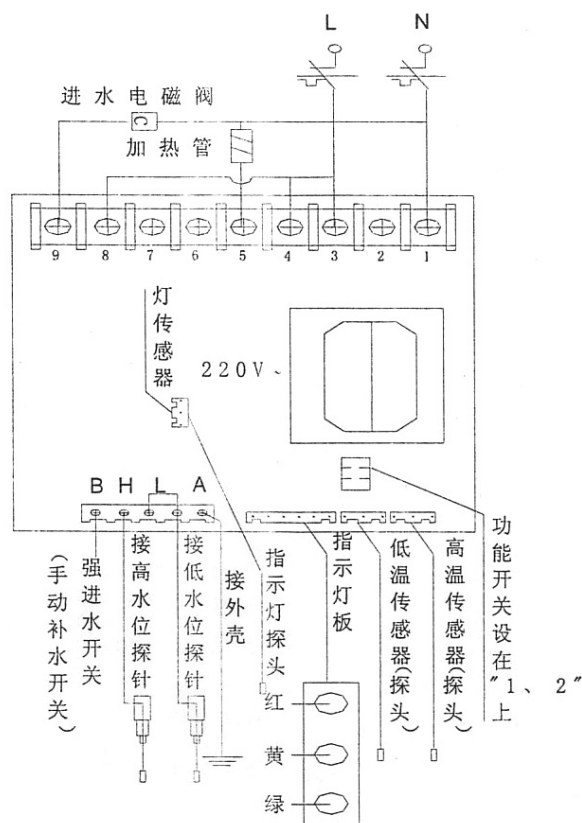 L
N
进水电磁阀
加热管
9 8 7 6 5 4 3 2 1
灯传感器
220V~
B H L A
强进水开关
(手动补水开关)
接高水位探针
接低水位探针
接外壳
指示灯探头
指示灯板
低温传感器(探头)
高温传感器(探头)
功能开关设在
"1、2"
上
红
黄
绿